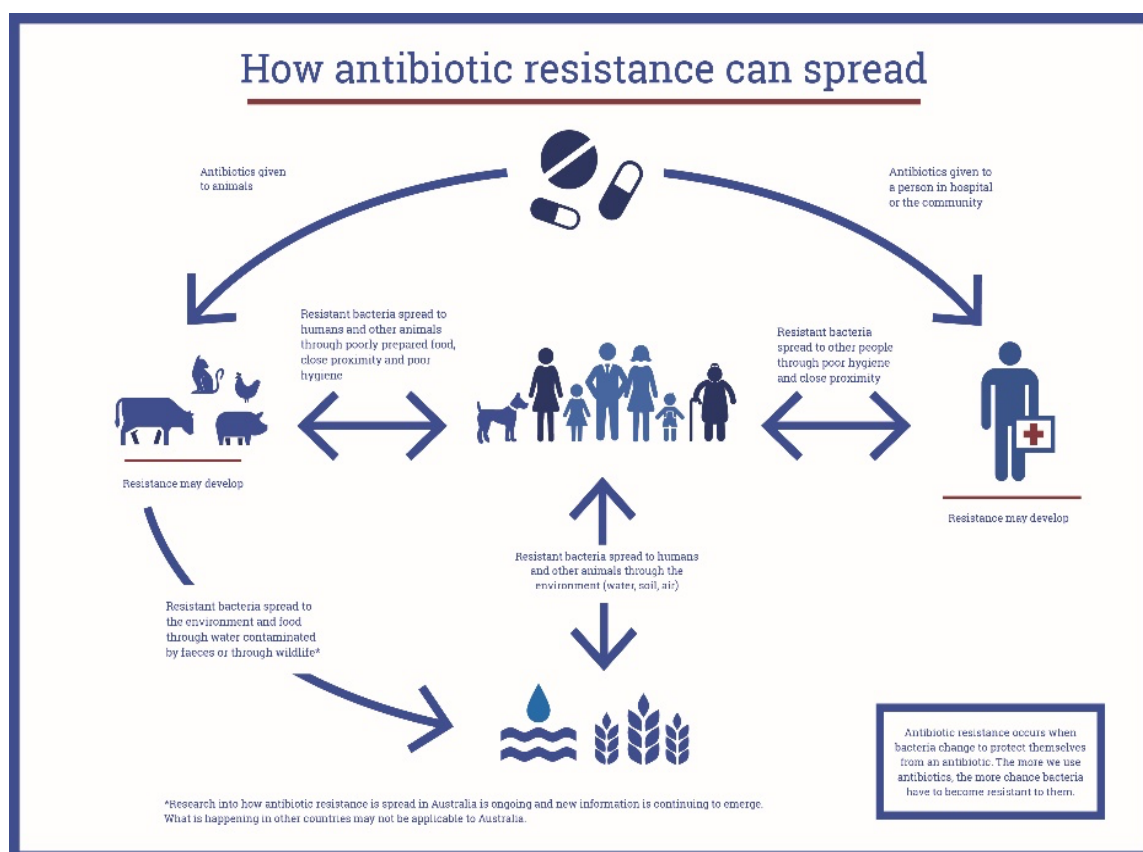 How antibiotic resistance can spread
Antibiotics given
to animals
Antibiotics given to
a person in hospital
or the community
Resistant bacteria spread to
humans and other animals
through poorly prepared food,
close proximity and poor
hygiene
Resistant bacteria
spread to other people
through poor hygiene
and close proximity
Resistance may develop
Resistance may develop
Resistant bacteria spread to humans
and other animals through the
environment (water, soil, air)
Resistant bacteria spread to
the environment and food
through water contaminated
by faeces or through wildlife*
Antibiotic resistance occurs when
bacteria change to protect themselves
from an antibiotic. The more we use
antibiotics, the more chance bacteria
have to become resistant to them.
*Research into how antibiotic resistance is spread in Australia is ongoing and new information is continuing to emerge.
What is happening in other countries may not be applicable to Australia.